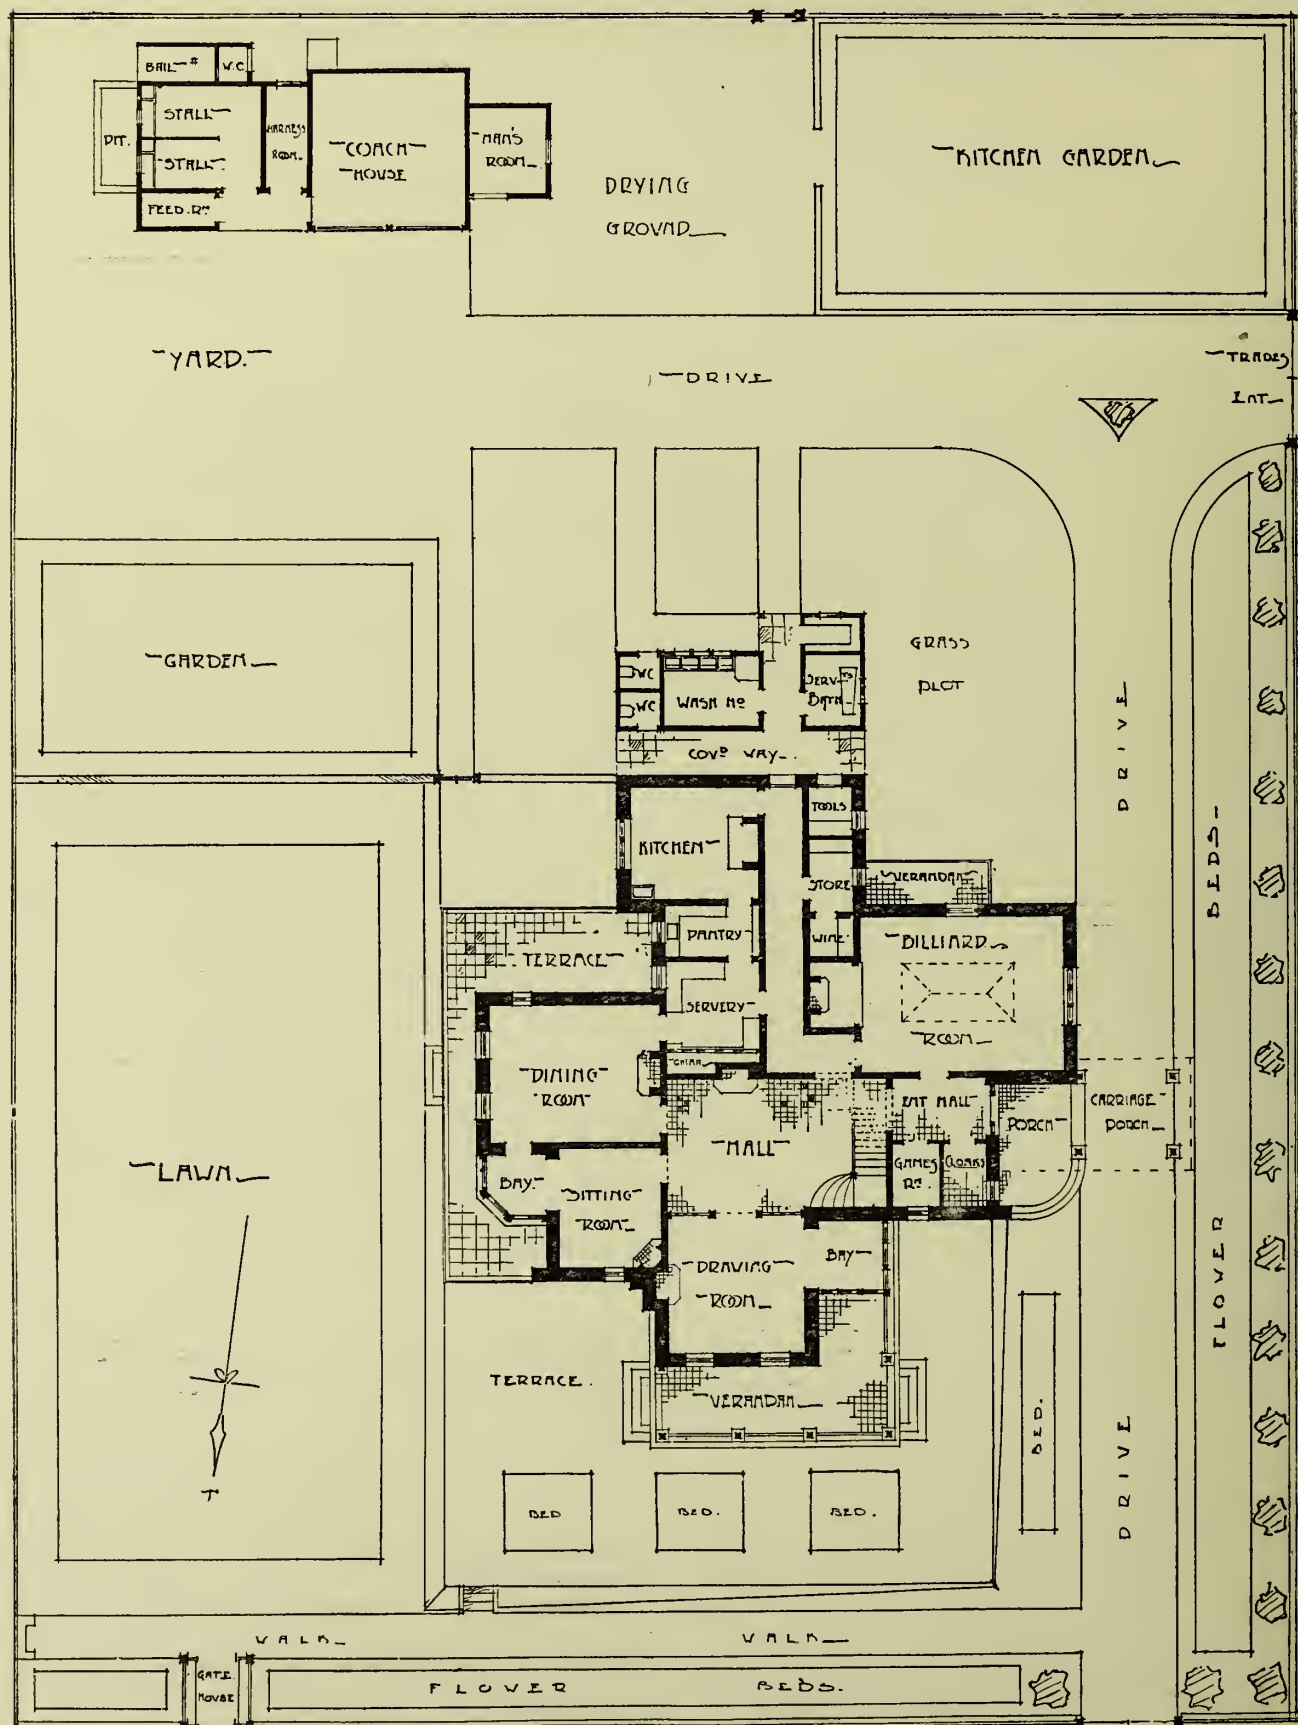 BAIL
W.C
STALL
STALL
PIT.
HARNESS
ROOM
FEED. RM
COACH
HOUSE
MAN'S
ROOM
DRYING
GROUND
KITCHEN GARDEN
YARD.
DRIVE
TRADES
ENT
GARDEN
WC
WC
WASH HO
SERV
BATH
GRASS
PLOT
DRIVE
COVD WAY
TOOLS
KITCHEN
STORE
VERANDAH
PANTRY
WINE
BILLIARD
ROOM
TERRACE
SERVERY
CHINA
DINING
ROOM
ENT HALL
PORCH
CARRIAGE
PORCH
HALL
GAMES
RM
CLOAKS
LAWN
BAY
SITTING
ROOM
DRAWING
ROOM
BAY
FLOWER
BEDS
TERRACE.
VERANDAH
BED.
DRIVE
BED
BED.
BED.
WALK
WALK
GATE
HOUSE
FLOWER BEDS.